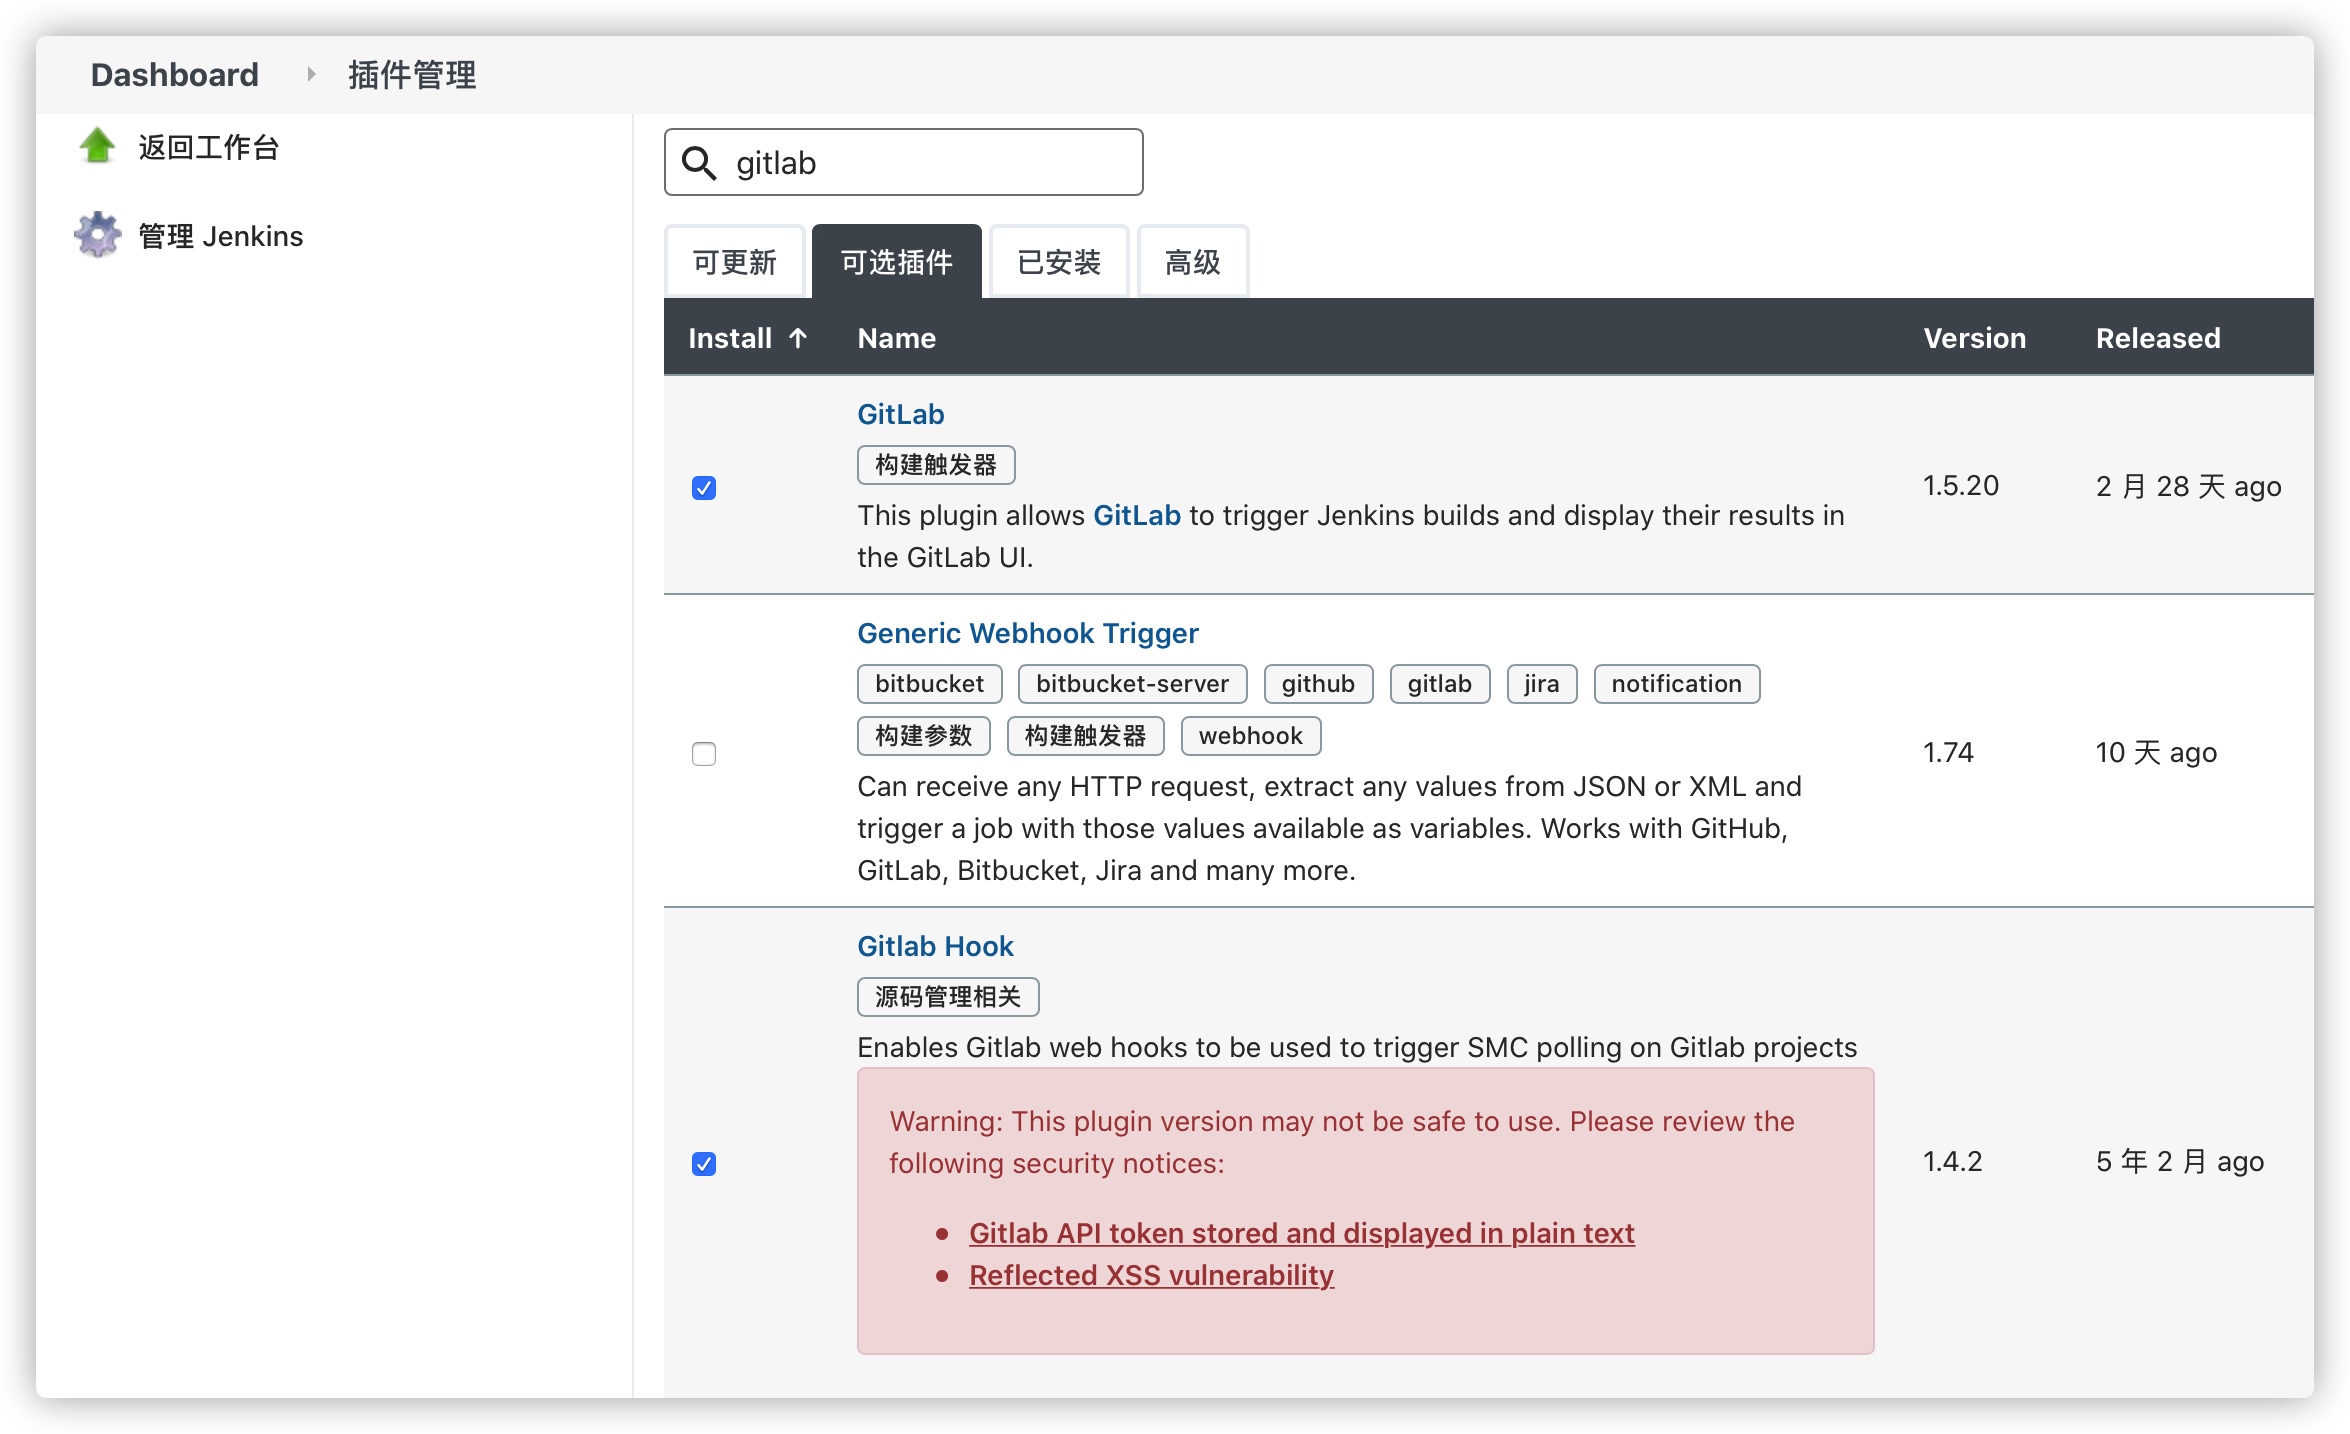 Dashboard 插件管理
返回工作台
管理 Jenkins
gitlab
可更新 可选插件 已安装 高级
Install ↑ Name Version Released
GitLab
构建触发器
This plugin allows GitLab to trigger Jenkins builds and display their results in
the GitLab UI.
1.5.20 2 月 28 天 ago
Generic Webhook Trigger
bitbucket bitbucket-server github gitlab jira notification
构建参数 构建触发器 webhook
Can receive any HTTP request, extract any values from JSON or XML and
trigger a job with those values available as variables. Works with GitHub,
GitLab, Bitbucket, Jira and many more.
1.74 10 天 ago
Gitlab Hook
源码管理相关
Enables Gitlab web hooks to be used to trigger SMC polling on Gitlab projects
Warning: This plugin version may not be safe to use. Please review the
following security notices:
• Gitlab API token stored and displayed in plain text
• Reflected XSS vulnerability
1.4.2 5 年 2 月 ago